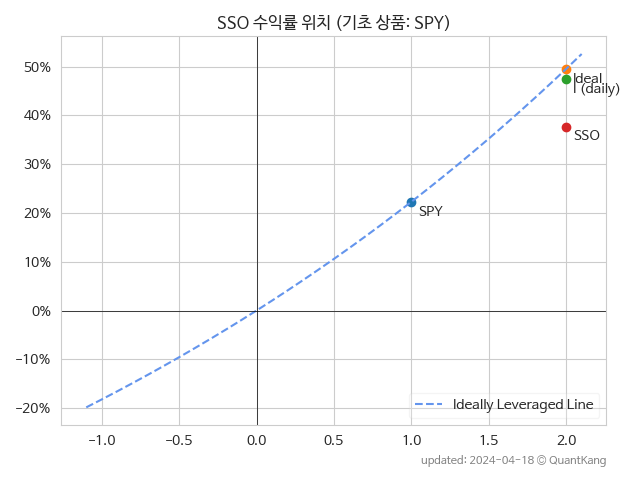 SSO 수익률 위치 (기초 상품: SPY)
50%
40%
30%
20%
10%
0%
−10%
−20%
Ideal
I (daily)
SSO
SPY
Ideally Leveraged Line
−1.0 −0.5 0.0 0.5 1.0 1.5 2.0
updated: 2024-04-18 © QuantKang